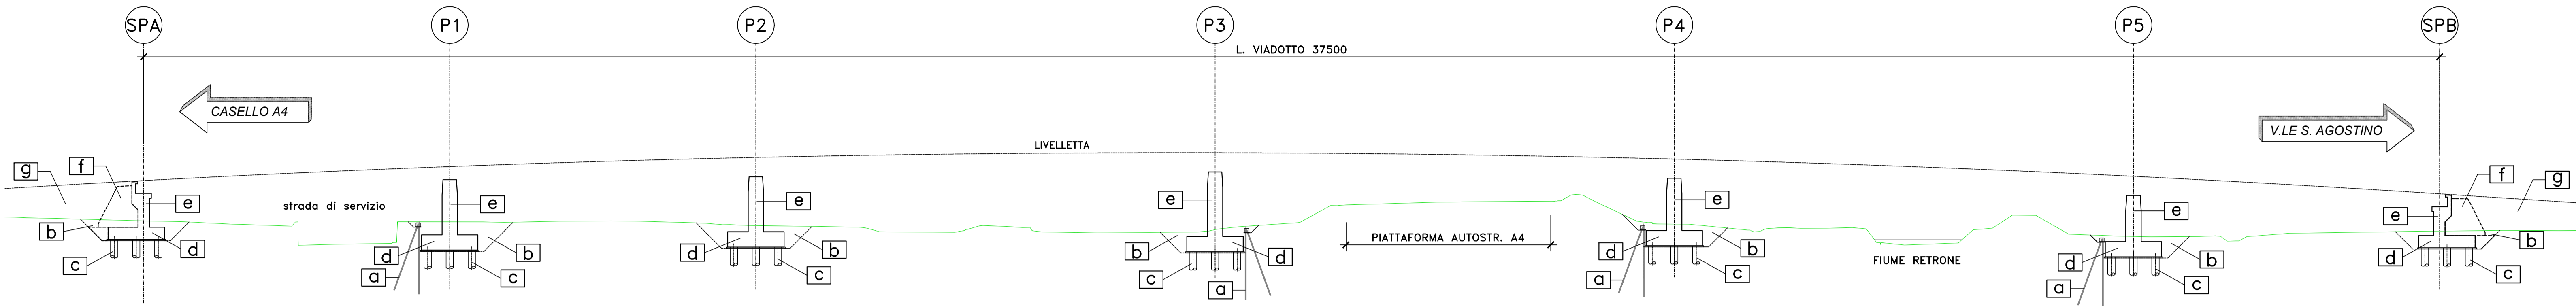 SPA P1 P2 P3 P4 P5 SPB
L. VIADOTTO 37500
CASELLO A4
V.LE S. AGOSTINO
LIVELLETTA
g f e b d c
strada di servizio
e d a b c
e d b c
e b d c a
PIATTAFORMA AUTOSTR. A4
e d b a c
FIUME RETRONE
e d b a c
f g e b d c